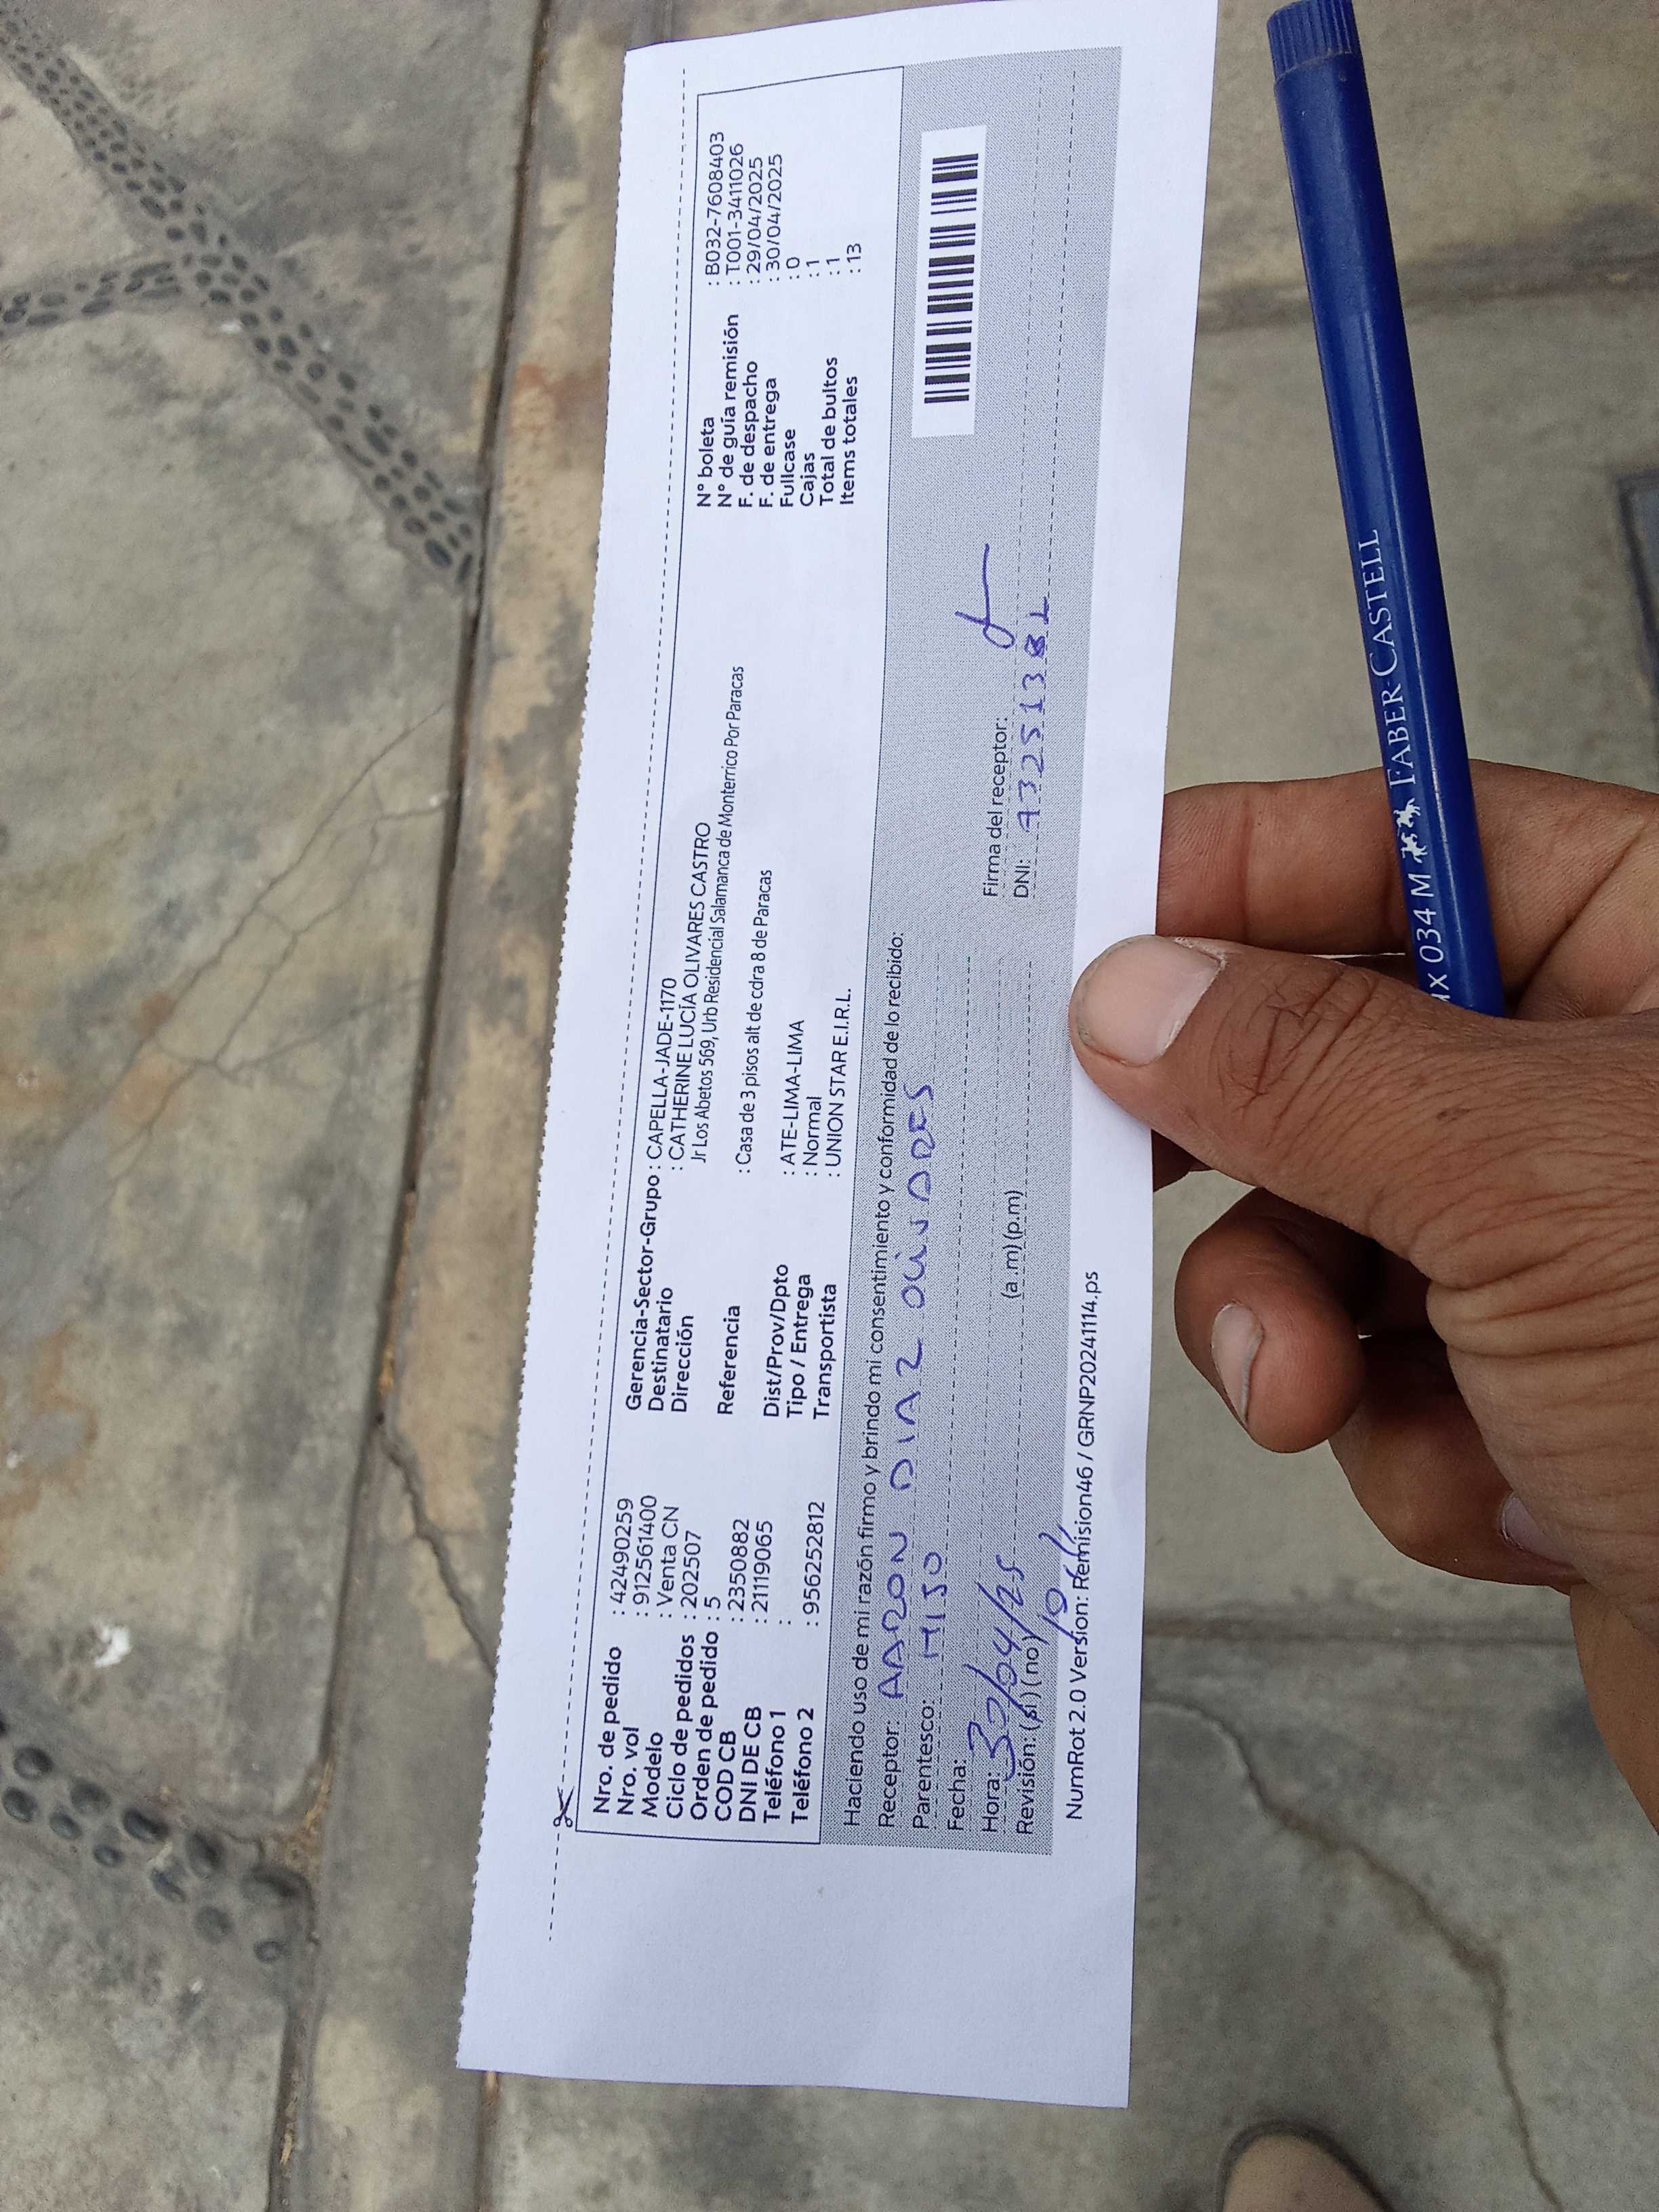 Nro. de pedido : 42490259
Nro. vol : 912561400
Modelo : Venta CN
Ciclo de pedidos : 202507
Orden de pedido : 5
COD CB : 2350882
DNI DE CB : 21119065
Teléfono 1 :
Teléfono 2 : 956252812
Gerencia-Sector-Grupo : CAPELLA-JADE-1170
Destinatario : CATHERINE LUCÍA OLIVARES CASTRO
Dirección Jr Los Abetos 569, Urb Residencial Salamanca de Monterrico Por Paracas
Referencia : Casa de 3 pisos alt de cdra 8 de Paracas
Dist/Prov/Dpto : ATE-LIMA-LIMA
Tipo / Entrega : Normal
Transportista : UNION STAR E.I.R.L.
N° boleta : B032-7608403
N° de guía remisión : T001-3411026
F. de despacho : 29/04/2025
F. de entrega : 30/04/2025
Fullcase : 0
Cajas : 1
Total de bultos : 1
Items totales : 13
Haciendo uso de mi razón firmo y brindo mi consentimiento y conformidad de lo recibido:
Receptor: AARON DIAZ OLIVARES
Parentesco: HIJO
Fecha: 30/04/25
Hora: (a.m) (p.m)
Revisión: (si) (no)
Firma del receptor:
DNI:
NumRot 2.0 Version: Remision46 / GRNP20241114.ps
034 M FABER-CASTELL